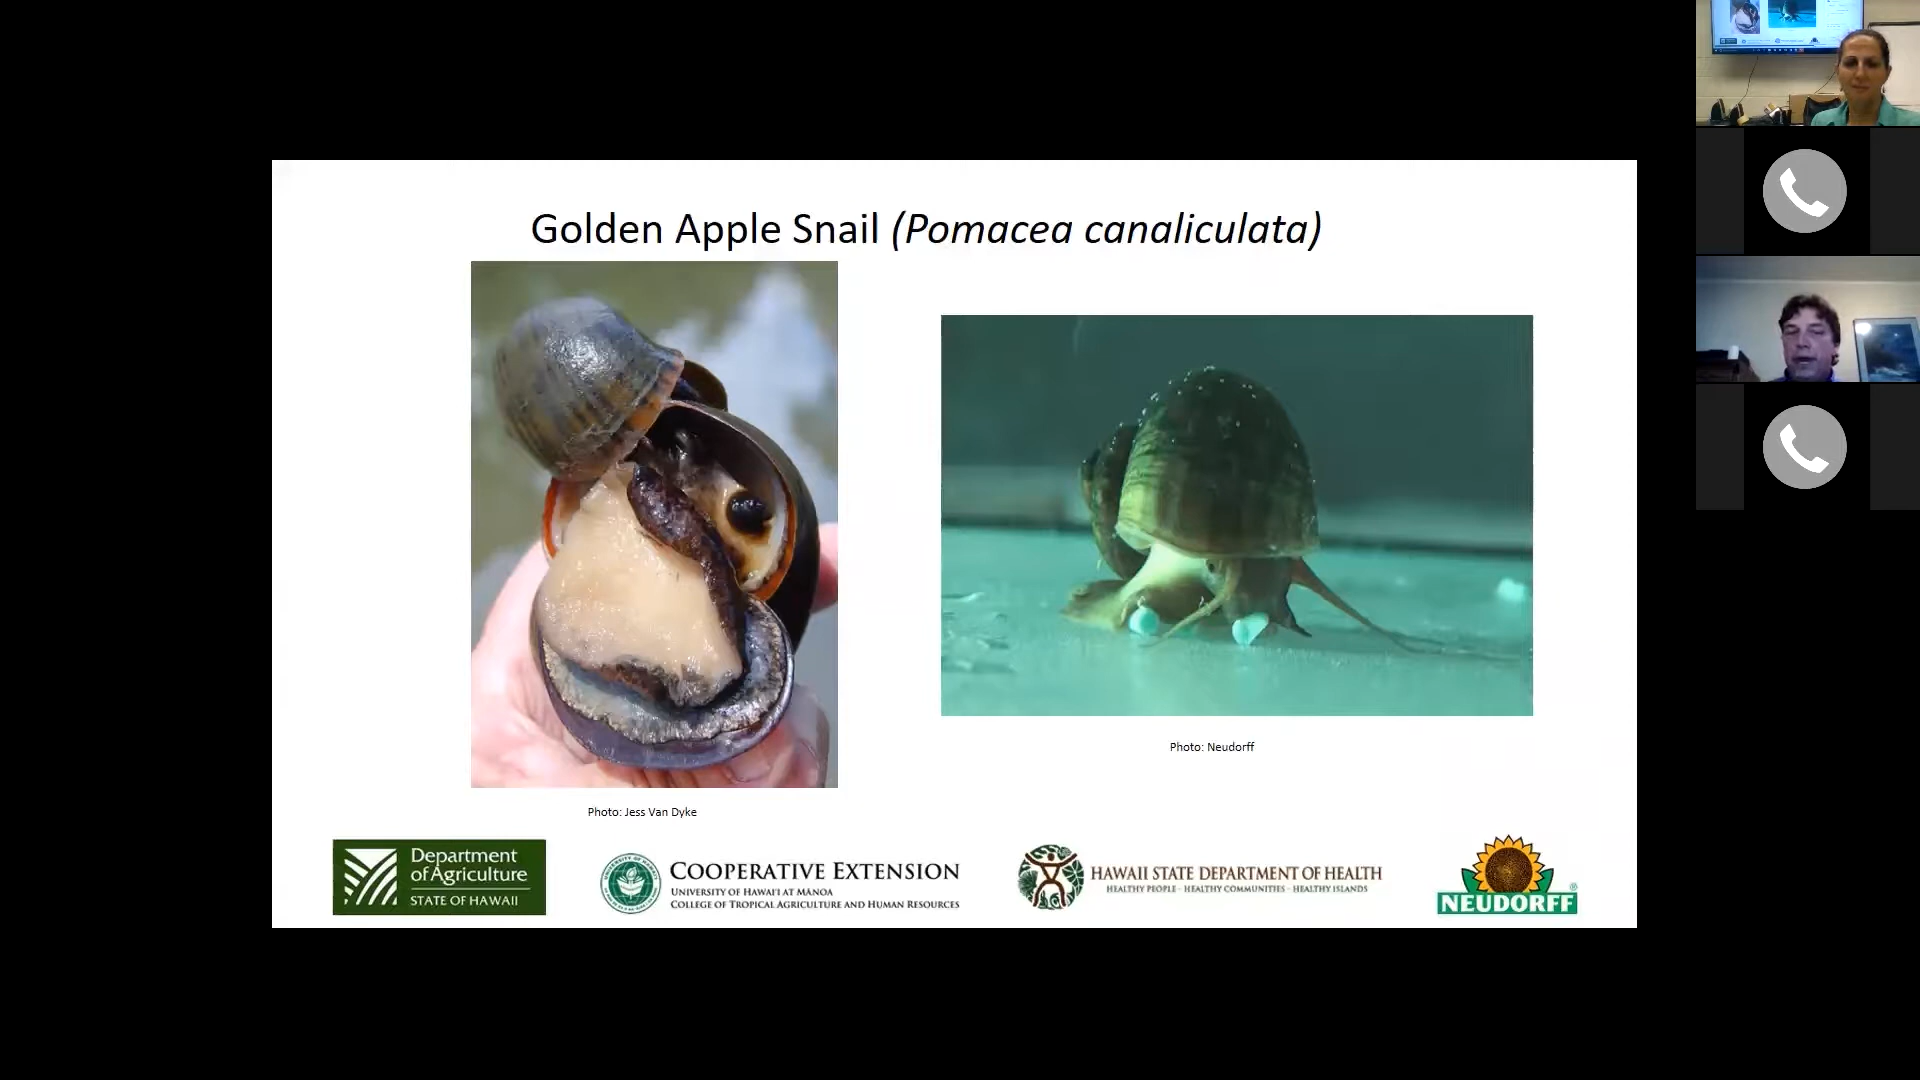 Golden Apple Snail (Pomacea canaliculata)
Photo: Neudorff
Photo: Jess Van Dyke
Department
of Agriculture
STATE OF HAWAII
COOPERATIVE EXTENSION
UNIVERSITY OF HAWAI'I AT MĀNOA
COLLEGE OF TROPICAL AGRICULTURE AND HUMAN RESOURCES
HAWAII STATE DEPARTMENT OF HEALTH
HEALTHY PEOPLE - HEALTHY COMMUNITIES - HEALTHY ISLANDS
NEUDORFF®